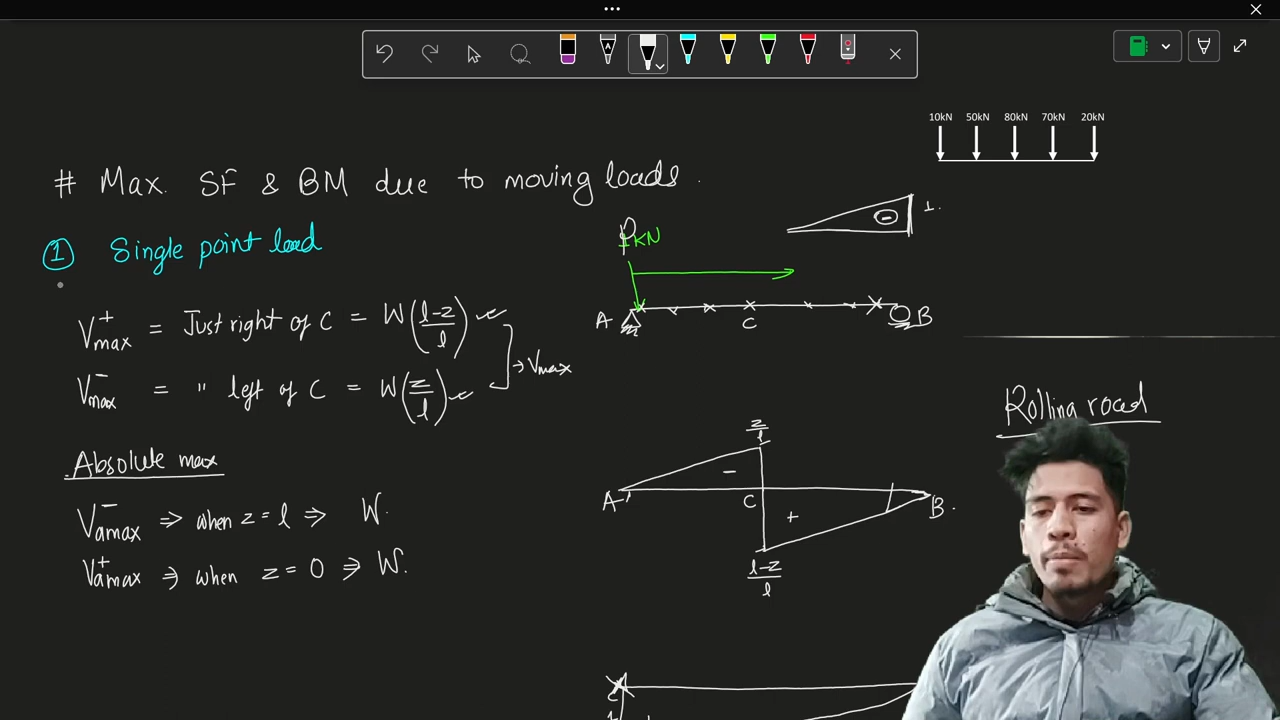 10kN 50kN 80kN 70kN 20kN
# Max. SF & BM due to moving loads.
① Single point load
V⁺max = Just right of C = W((l-z)/l)
V⁻max = " left of C = W(z/l)
→ Vmax
Absolute max
V⁻amax ⇒ when z = l ⇒ W.
V⁺amax ⇒ when z = 0 ⇒ W.
P
1kN
A C B
- 1.
z/l
-
A C B.
+
(l-z)/l
Rolling road